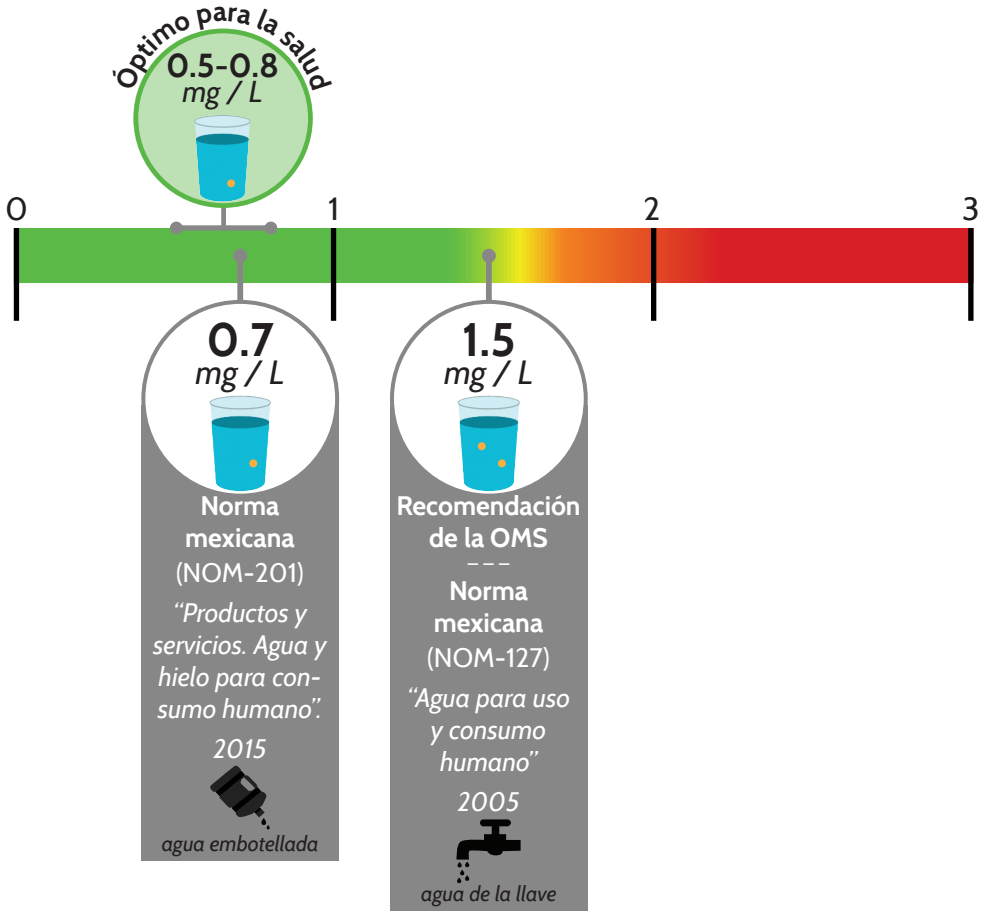 Óptimo para la salud
0.5-0.8
mg / L
0
1
2
3
0.7
mg / L
Norma
mexicana
(NOM-201)
“Productos y
servicios. Agua y
hielo para con-
sumo humano”.
2015
agua embotellada
1.5
mg / L
Recomendación
de la OMS
---
Norma
mexicana
(NOM-127)
“Agua para uso
y consumo
humano”
2005
agua de la llave